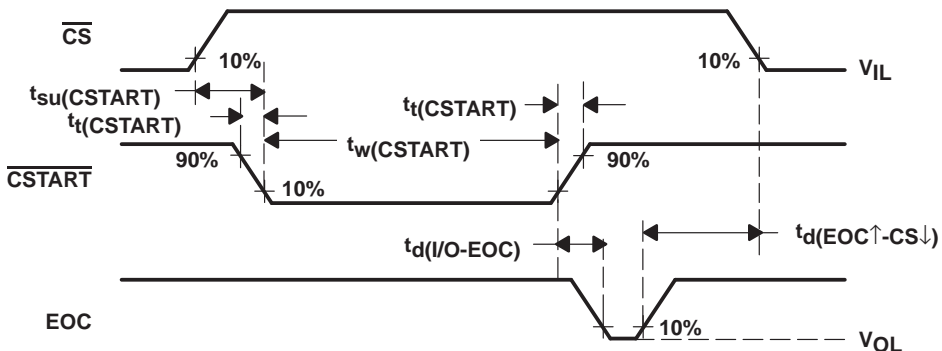 CS
10%
10%
VIL
tsu(CSTART)
tt(CSTART)
tt(CSTART)
tw(CSTART)
90%
90%
CSTART
10%
td(I/O-EOC)
td(EOC↑-CS↓)
EOC
10%
VOL